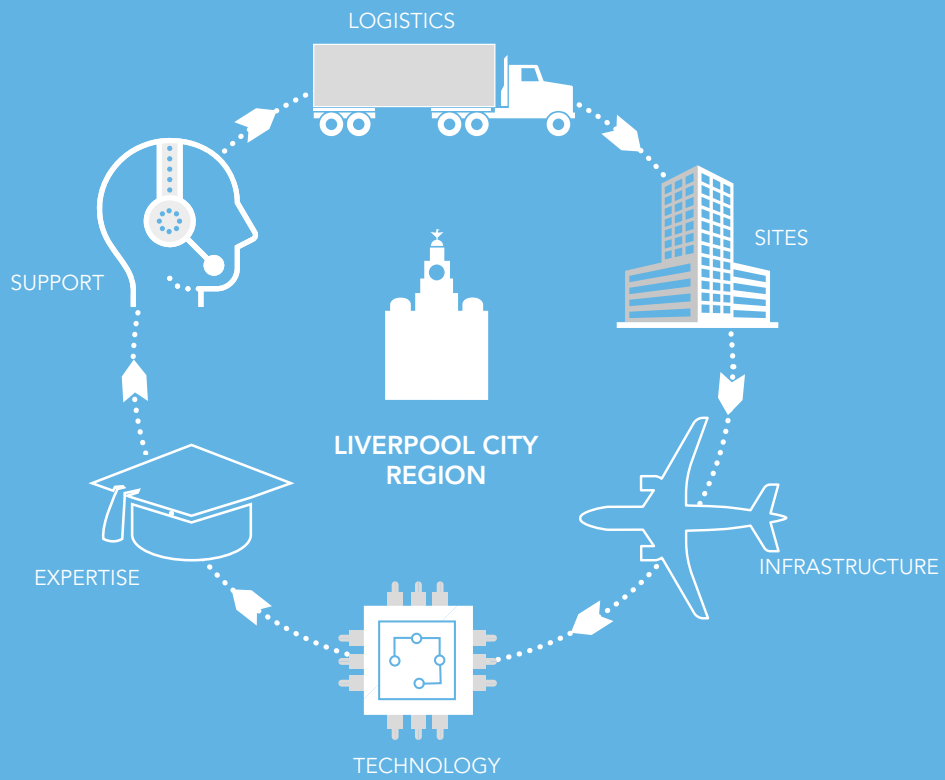 LOGISTICS
SITES
SUPPORT
LIVERPOOL CITY
REGION
INFRASTRUCTURE
EXPERTISE
TECHNOLOGY